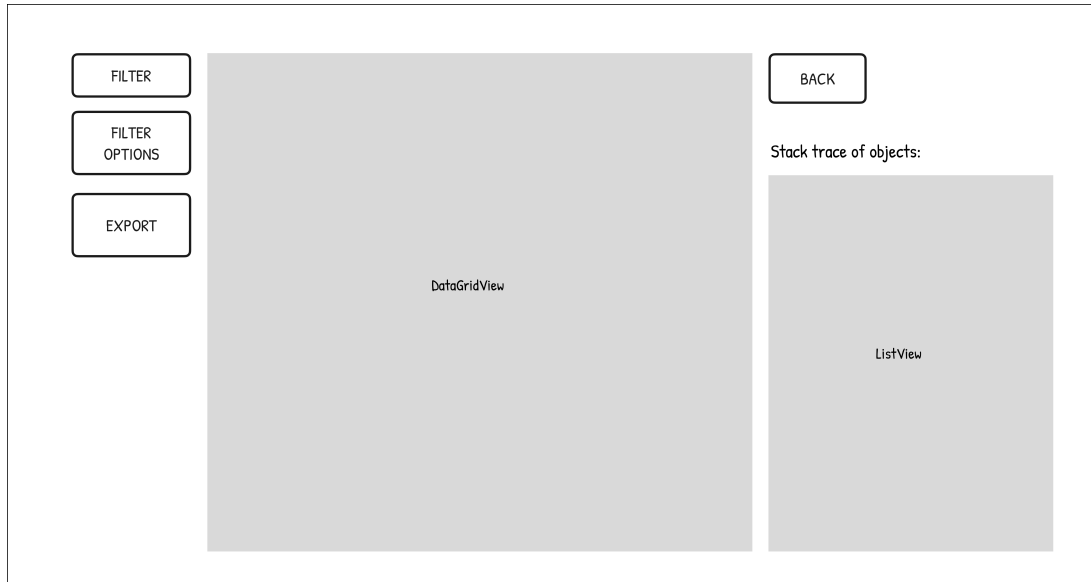 FILTER
FILTER
OPTIONS
EXPORT
DataGridView
BACK
Stack trace of objects:
ListView